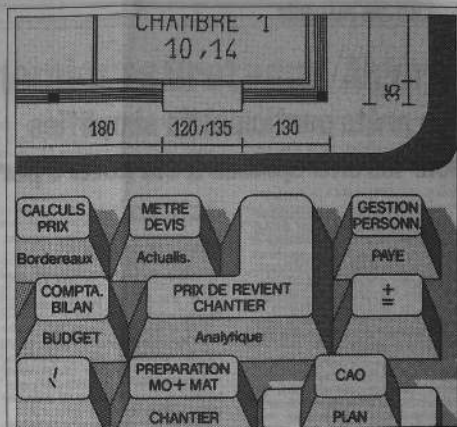 CHAMBRE 1
10,14
35
180 120/135 130
CALCULS
PRIX
Bordereaux
METRE
DEVIS
Actualis.
GESTION
PERSONN.
PAYE
COMPTA.
BILAN
BUDGET
PRIX DE REVIENT
CHANTIER
Analytique
+
=
√
PREPARATION
MO+MAT
CHANTIER
CAO
PLAN